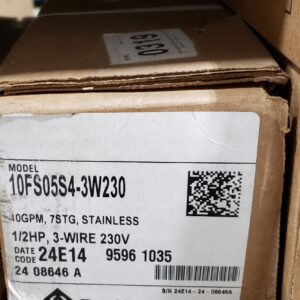 0319
MODEL
10FS05S4-3W230
10GPM, 7STG, STAINLESS
1/2HP, 3-WIRE 230V
DATE CODE 24E14 9596 1035
24 08646 A
S/N 24E14-24-08646A